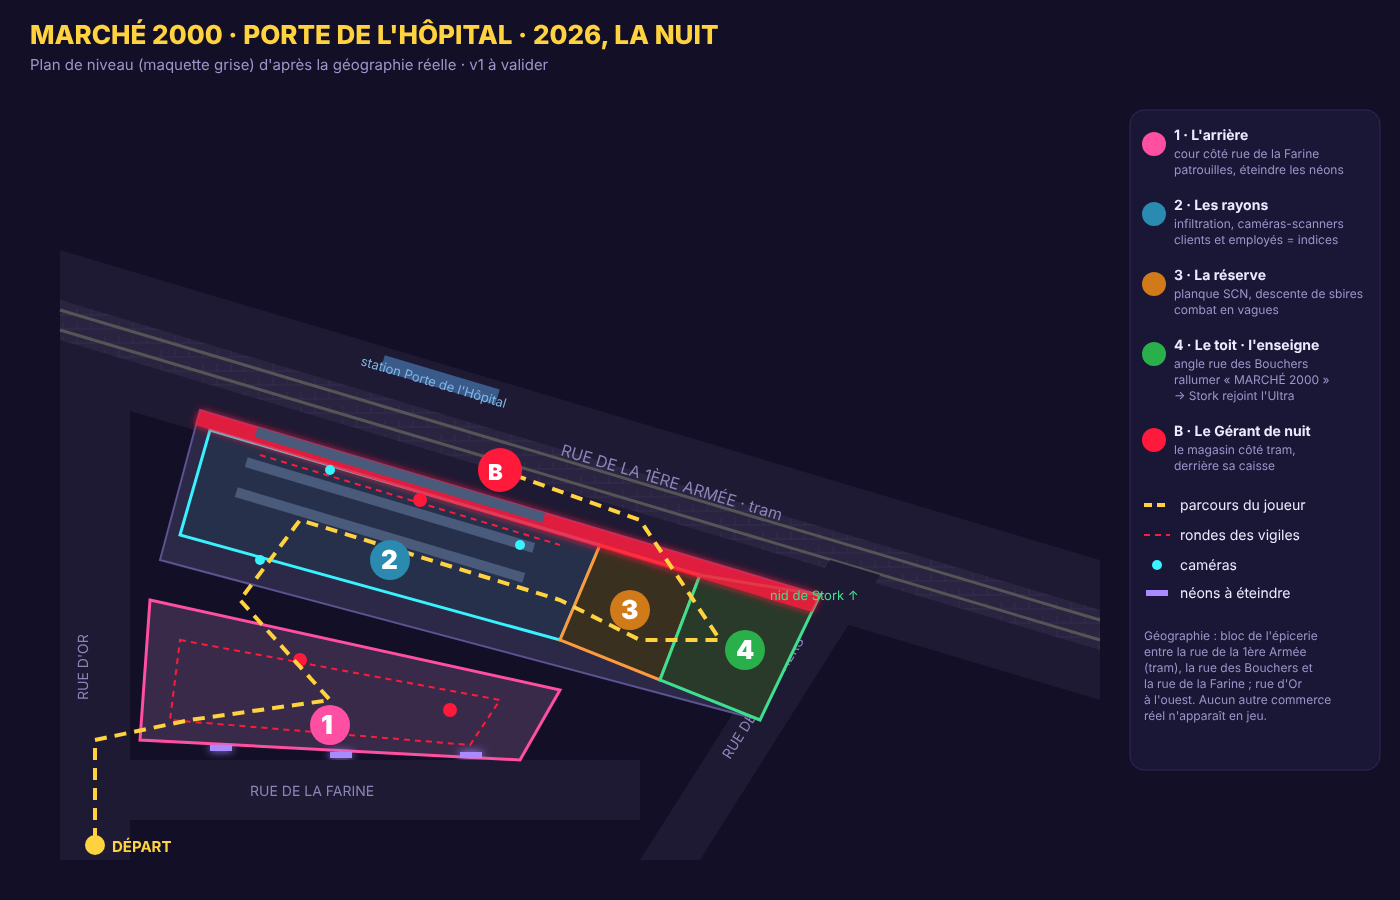 MARCHÉ 2000 · PORTE DE L'HÔPITAL · 2026, LA NUIT
Plan de niveau (maquette grise) d'après la géographie réelle · v1 à valider
station Porte de l'Hôpital
RUE DE LA 1ÈRE ARMÉE · tram
B
2
3
4
nid de Stork ↑
RUE DE
ERS
RUE D'OR
1
RUE DE LA FARINE
DÉPART
1 · L'arrière
cour côté rue de la Farine
patrouilles, éteindre les néons
2 · Les rayons
infiltration, caméras-scanners
clients et employés = indices
3 · La réserve
planque SCN, descente de sbires
combat en vagues
4 · Le toit · l'enseigne
angle rue des Bouchers
rallumer « MARCHÉ 2000 »
→ Stork rejoint l'Ultra
B · Le Gérant de nuit
le magasin côté tram,
derrière sa caisse
parcours du joueur
rondes des vigiles
caméras
néons à éteindre
Géographie : bloc de l'épicerie
entre la rue de la 1ère Armée
(tram), la rue des Bouchers et
la rue de la Farine ; rue d'Or
à l'ouest. Aucun autre commerce
réel n'apparaît en jeu.